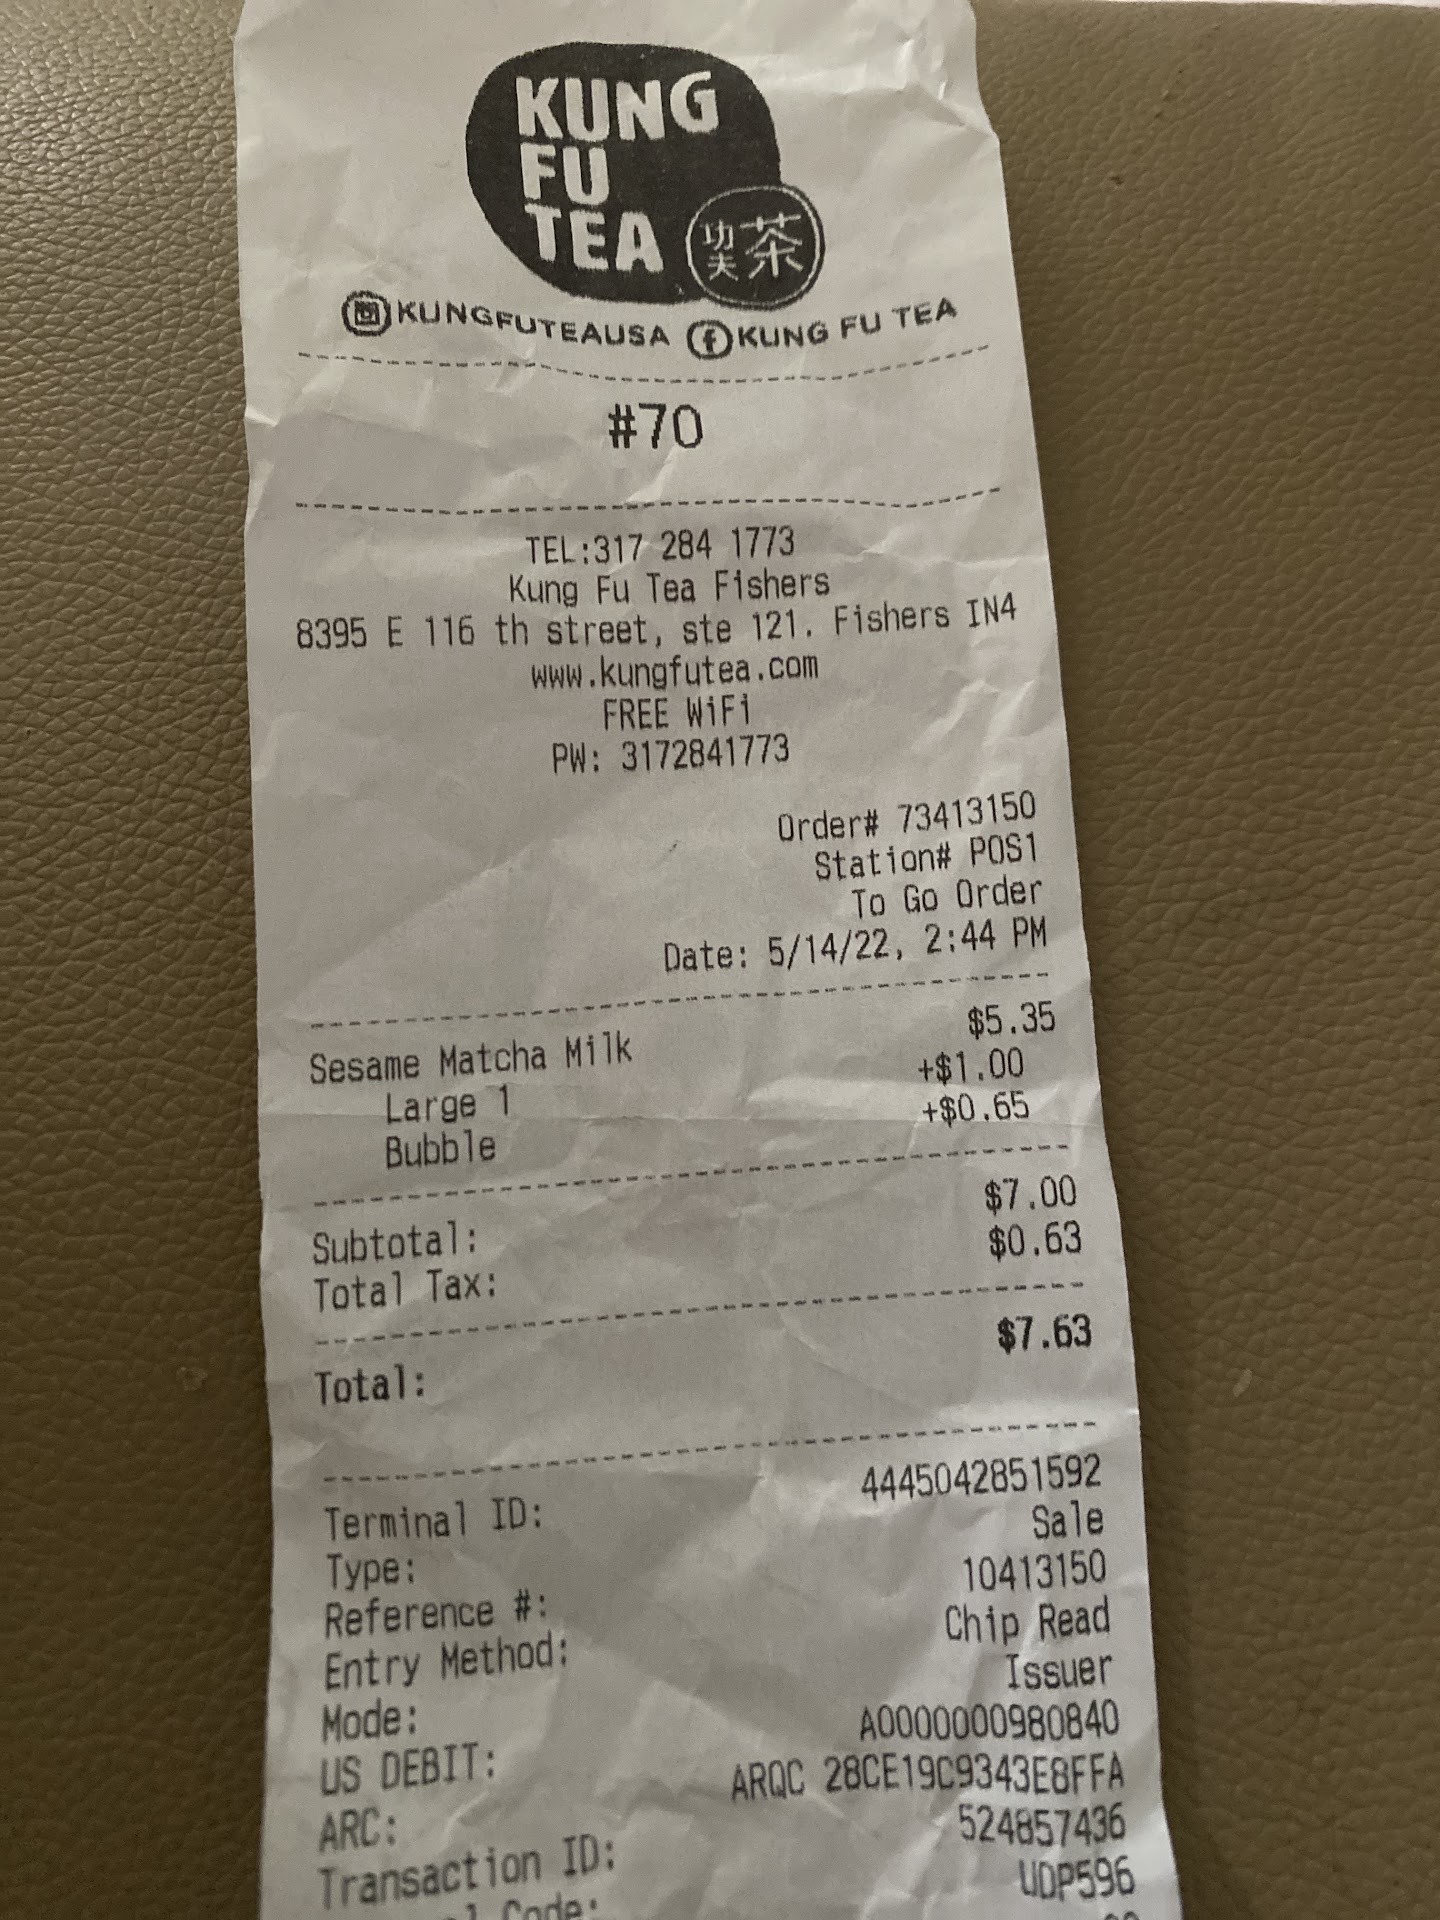 KUNG
FU
TEA
功夫 茶
KUNGFUTEAUSA KUNG FU TEA
#70
TEL:317 284 1773
Kung Fu Tea Fishers
8395 E 116 th street, ste 121. Fishers IN4
www.kungfutea.com
FREE WiFi
PW: 3172841773
Order# 73413150
Station# POS1
To Go Order
Date: 5/14/22, 2:44 PM
Sesame Matcha Milk $5.35
Large 1 +$1.00
Bubble +$0.65
Subtotal: $7.00
Total Tax: $0.63
Total: $7.63
Terminal ID: 4445042851592
Type: Sale
Reference #: 10413150
Entry Method: Chip Read
Mode: Issuer
US DEBIT: A0000000980840
ARC: ARQC 28CE19C9343E8FFA
Transaction ID: 524857436
Code: UDP596